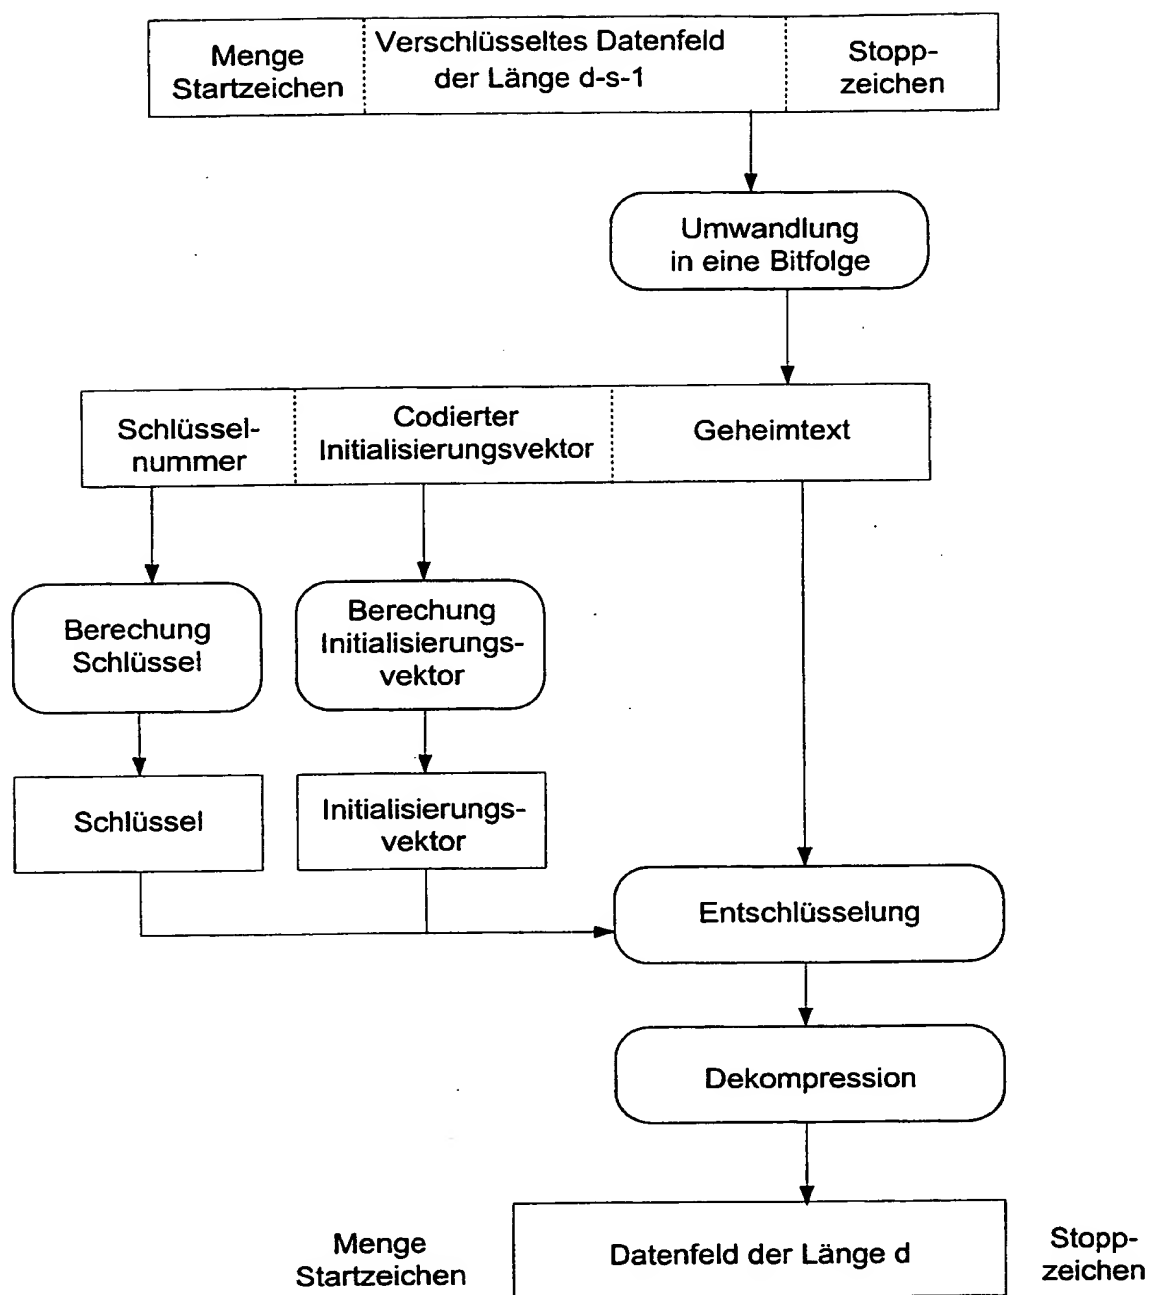 Menge
Startzeichen
Verschlüsseltes Datenfeld
der Länge d-s-1
Stopp-
zeichen
Umwandlung
in eine Bitfolge
Schlüssel-
nummer
Codierter
Initialisierungsvektor
Geheimtext
Berechung
Schlüssel
Berechung
Initialisierungs-
vektor
Schlüssel
Initialisierungs-
vektor
Entschlüsselung
Dekompression
Menge
Startzeichen
Datenfeld der Länge d
Stopp-
zeichen